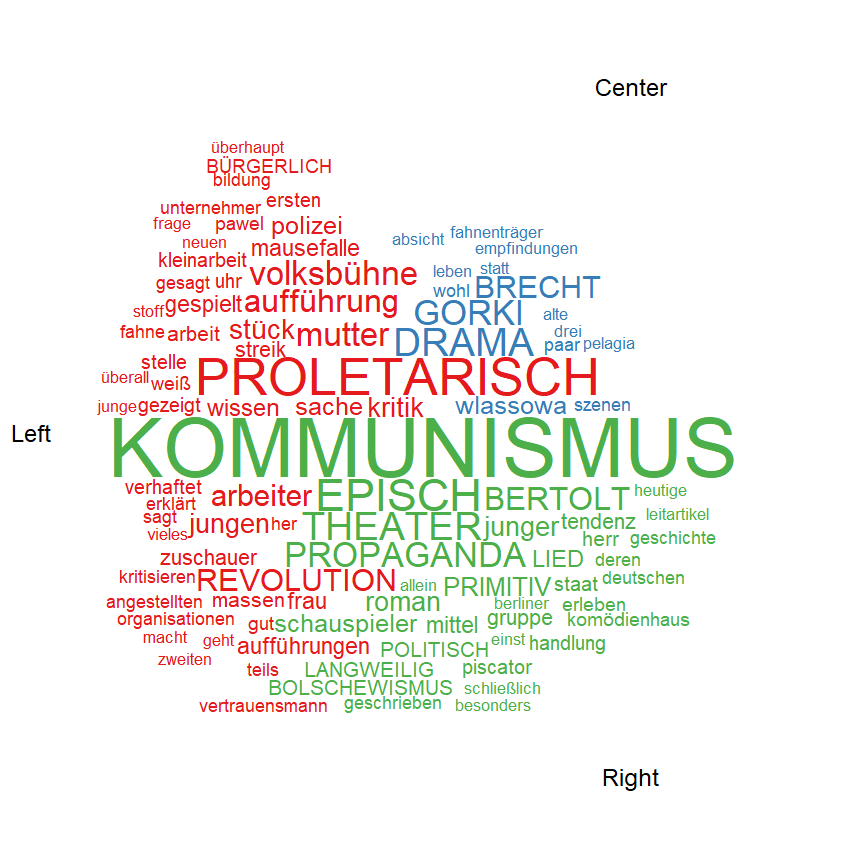 Center
überhaupt
BÜRGERLICH
bildung
unternehmer ersten
frage pawel polizei
absicht fahnenträger
neuen mausefalle empfindungen
kleinarbeit volksbühne leben statt
gesagt uhr wohl BRECHT
stoff gespielt aufführung GORKI alte
fahne arbeit stück mutter DRAMA drei
streik paar pelagia
stelle
überall weiß PROLETARISCH
junge gezeigt wissen sache kritik wlassowa szenen
Left KOMMUNISMUS
verhaftet arbeiter EPISCH BERTOLT heutige
erklärt
sagt jungen her THEATER junger tendenz leitartikel
vieles herr geschichte
zuschauer PROPAGANDA LIED deren
kritisieren REVOLUTION allein PRIMITIV staat deutschen
angestellten massen frau roman berliner erleben
organisationen gut schauspieler mittel gruppe komödienhaus
macht geht aufführungen POLITISCH einst handlung
zweiten teils LANGWEILIG piscator
BOLSCHEWISMUS schließlich
vertrauensmann geschrieben besonders
Right